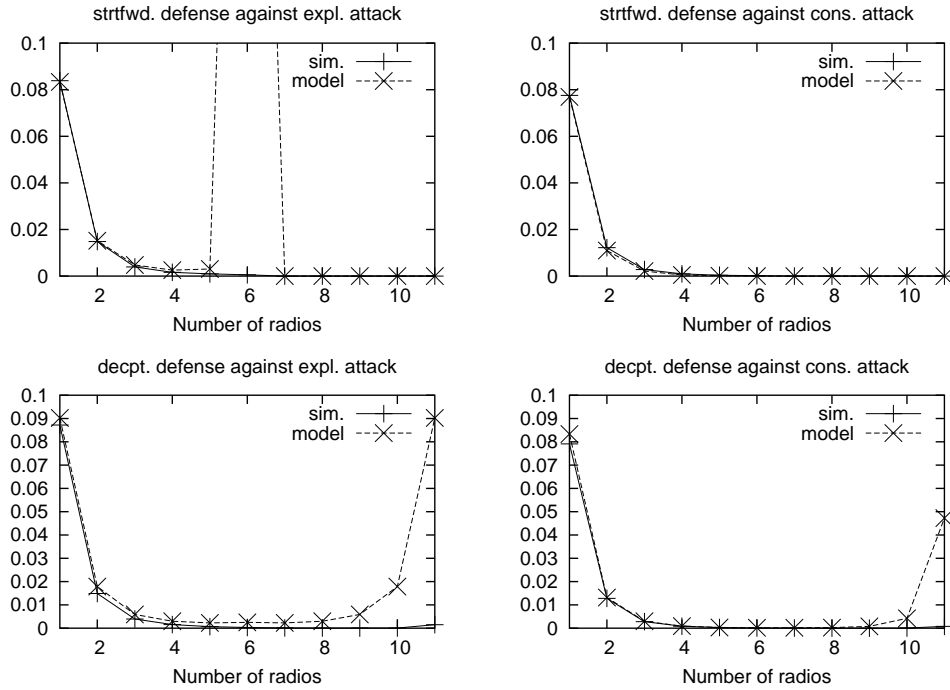 strtfwd. defense against expl. attack
0.1
0.08
0.06
0.04
0.02
0
2 4 6 8 10
Number of radios
sim.
model
strtfwd. defense against cons. attack
0.1
0.08
0.06
0.04
0.02
0
2 4 6 8 10
Number of radios
sim.
model
decpt. defense against expl. attack
0.1
0.09
0.08
0.07
0.06
0.05
0.04
0.03
0.02
0.01
0
2 4 6 8 10
Number of radios
sim.
model
decpt. defense against cons. attack
0.1
0.09
0.08
0.07
0.06
0.05
0.04
0.03
0.02
0.01
0
2 4 6 8 10
Number of radios
sim.
model